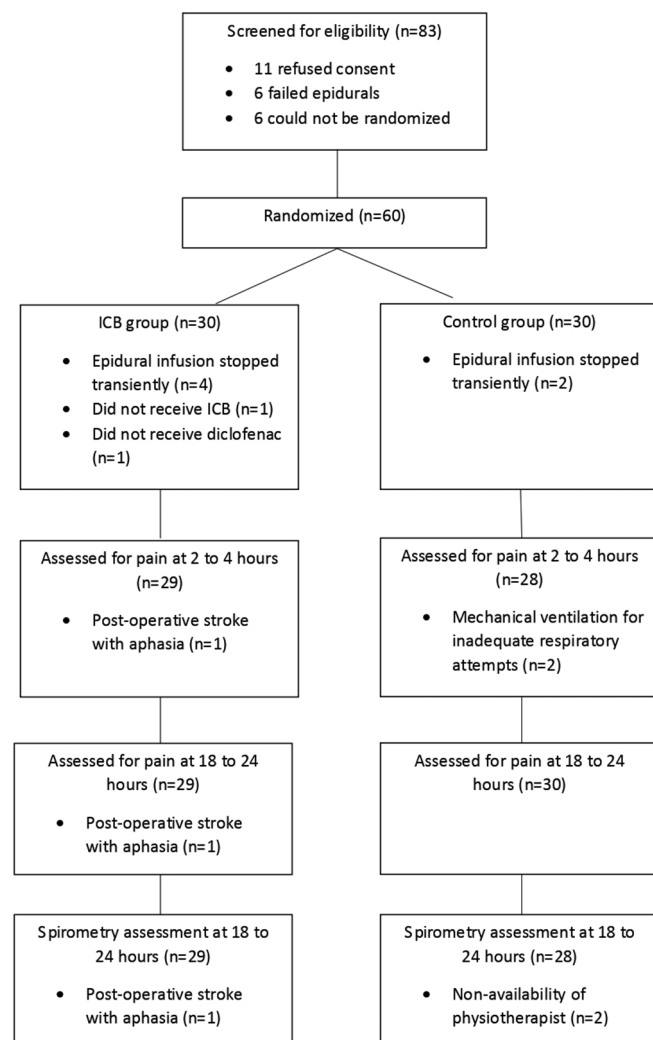 Screened for eligibility (n=83)
• 11 refused consent
• 6 failed epidurals
• 6 could not be randomized
Randomized (n=60)
ICB group (n=30)
• Epidural infusion stopped
transiently (n=4)
• Did not receive ICB (n=1)
• Did not receive diclofenac
(n=1)
Control group (n=30)
• Epidural infusion stopped
transiently (n=2)
Assessed for pain at 2 to 4 hours
(n=29)
• Post-operative stroke
with aphasia (n=1)
Assessed for pain at 2 to 4 hours
(n=28)
• Mechanical ventilation for
inadequate respiratory
attempts (n=2)
Assessed for pain at 18 to 24
hours (n=29)
• Post-operative stroke
with aphasia (n=1)
Assessed for pain at 18 to 24
hours (n=30)
Spirometry assessment at 18 to
24 hours (n=29)
• Post-operative stroke
with aphasia (n=1)
Spirometry assessment at 18 to
24 hours (n=28)
• Non-availability of
physiotherapist (n=2)